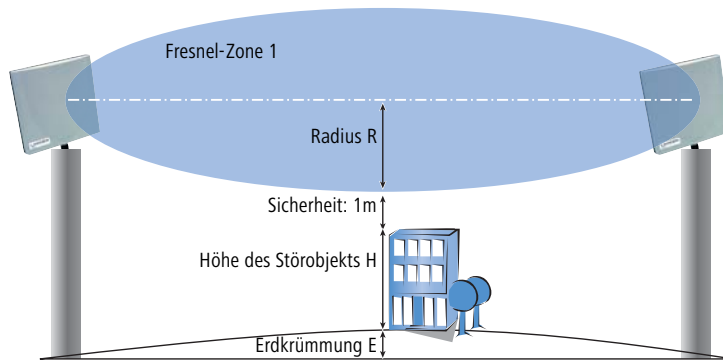 Fresnel-Zone 1
Radius R
Sicherheit: 1m
Höhe des Störobjekts H
Erdkrümmung E